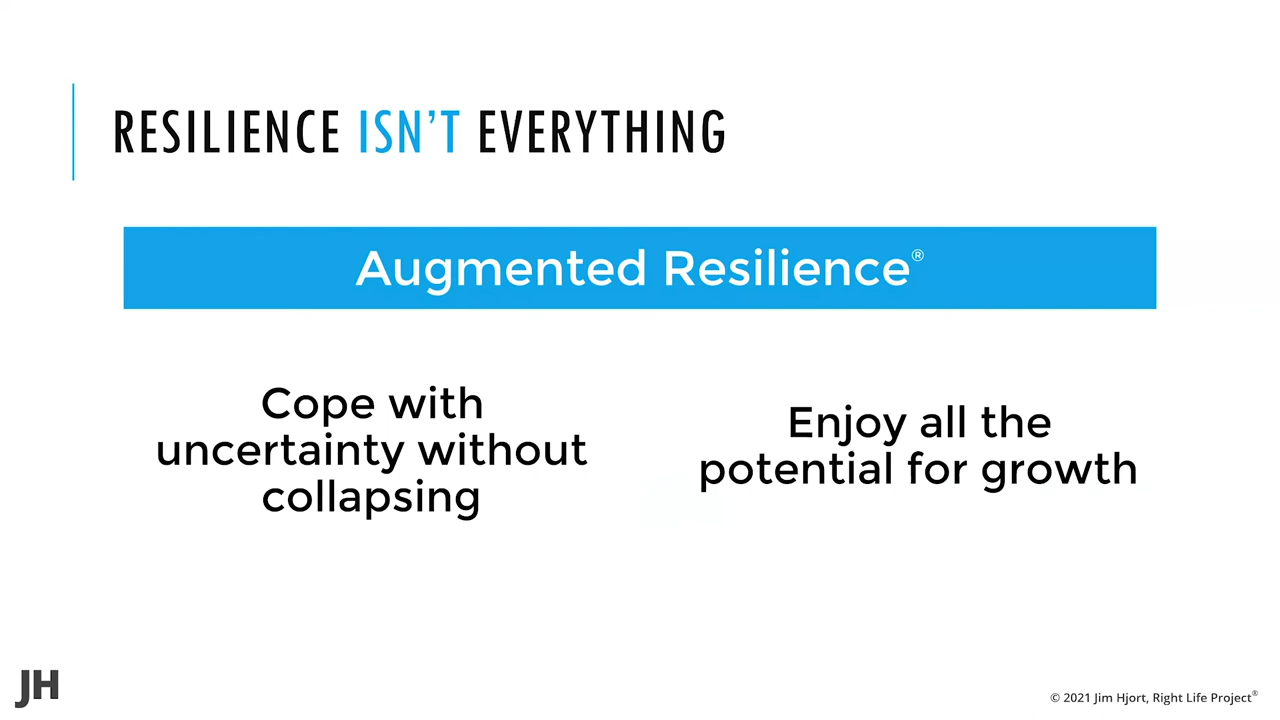 RESILIENCE ISN’T EVERYTHING
Augmented Resilience®
Cope with
uncertainty without
collapsing
Enjoy all the
potential for growth
JH
© 2021 Jim Hjort, Right Life Project®